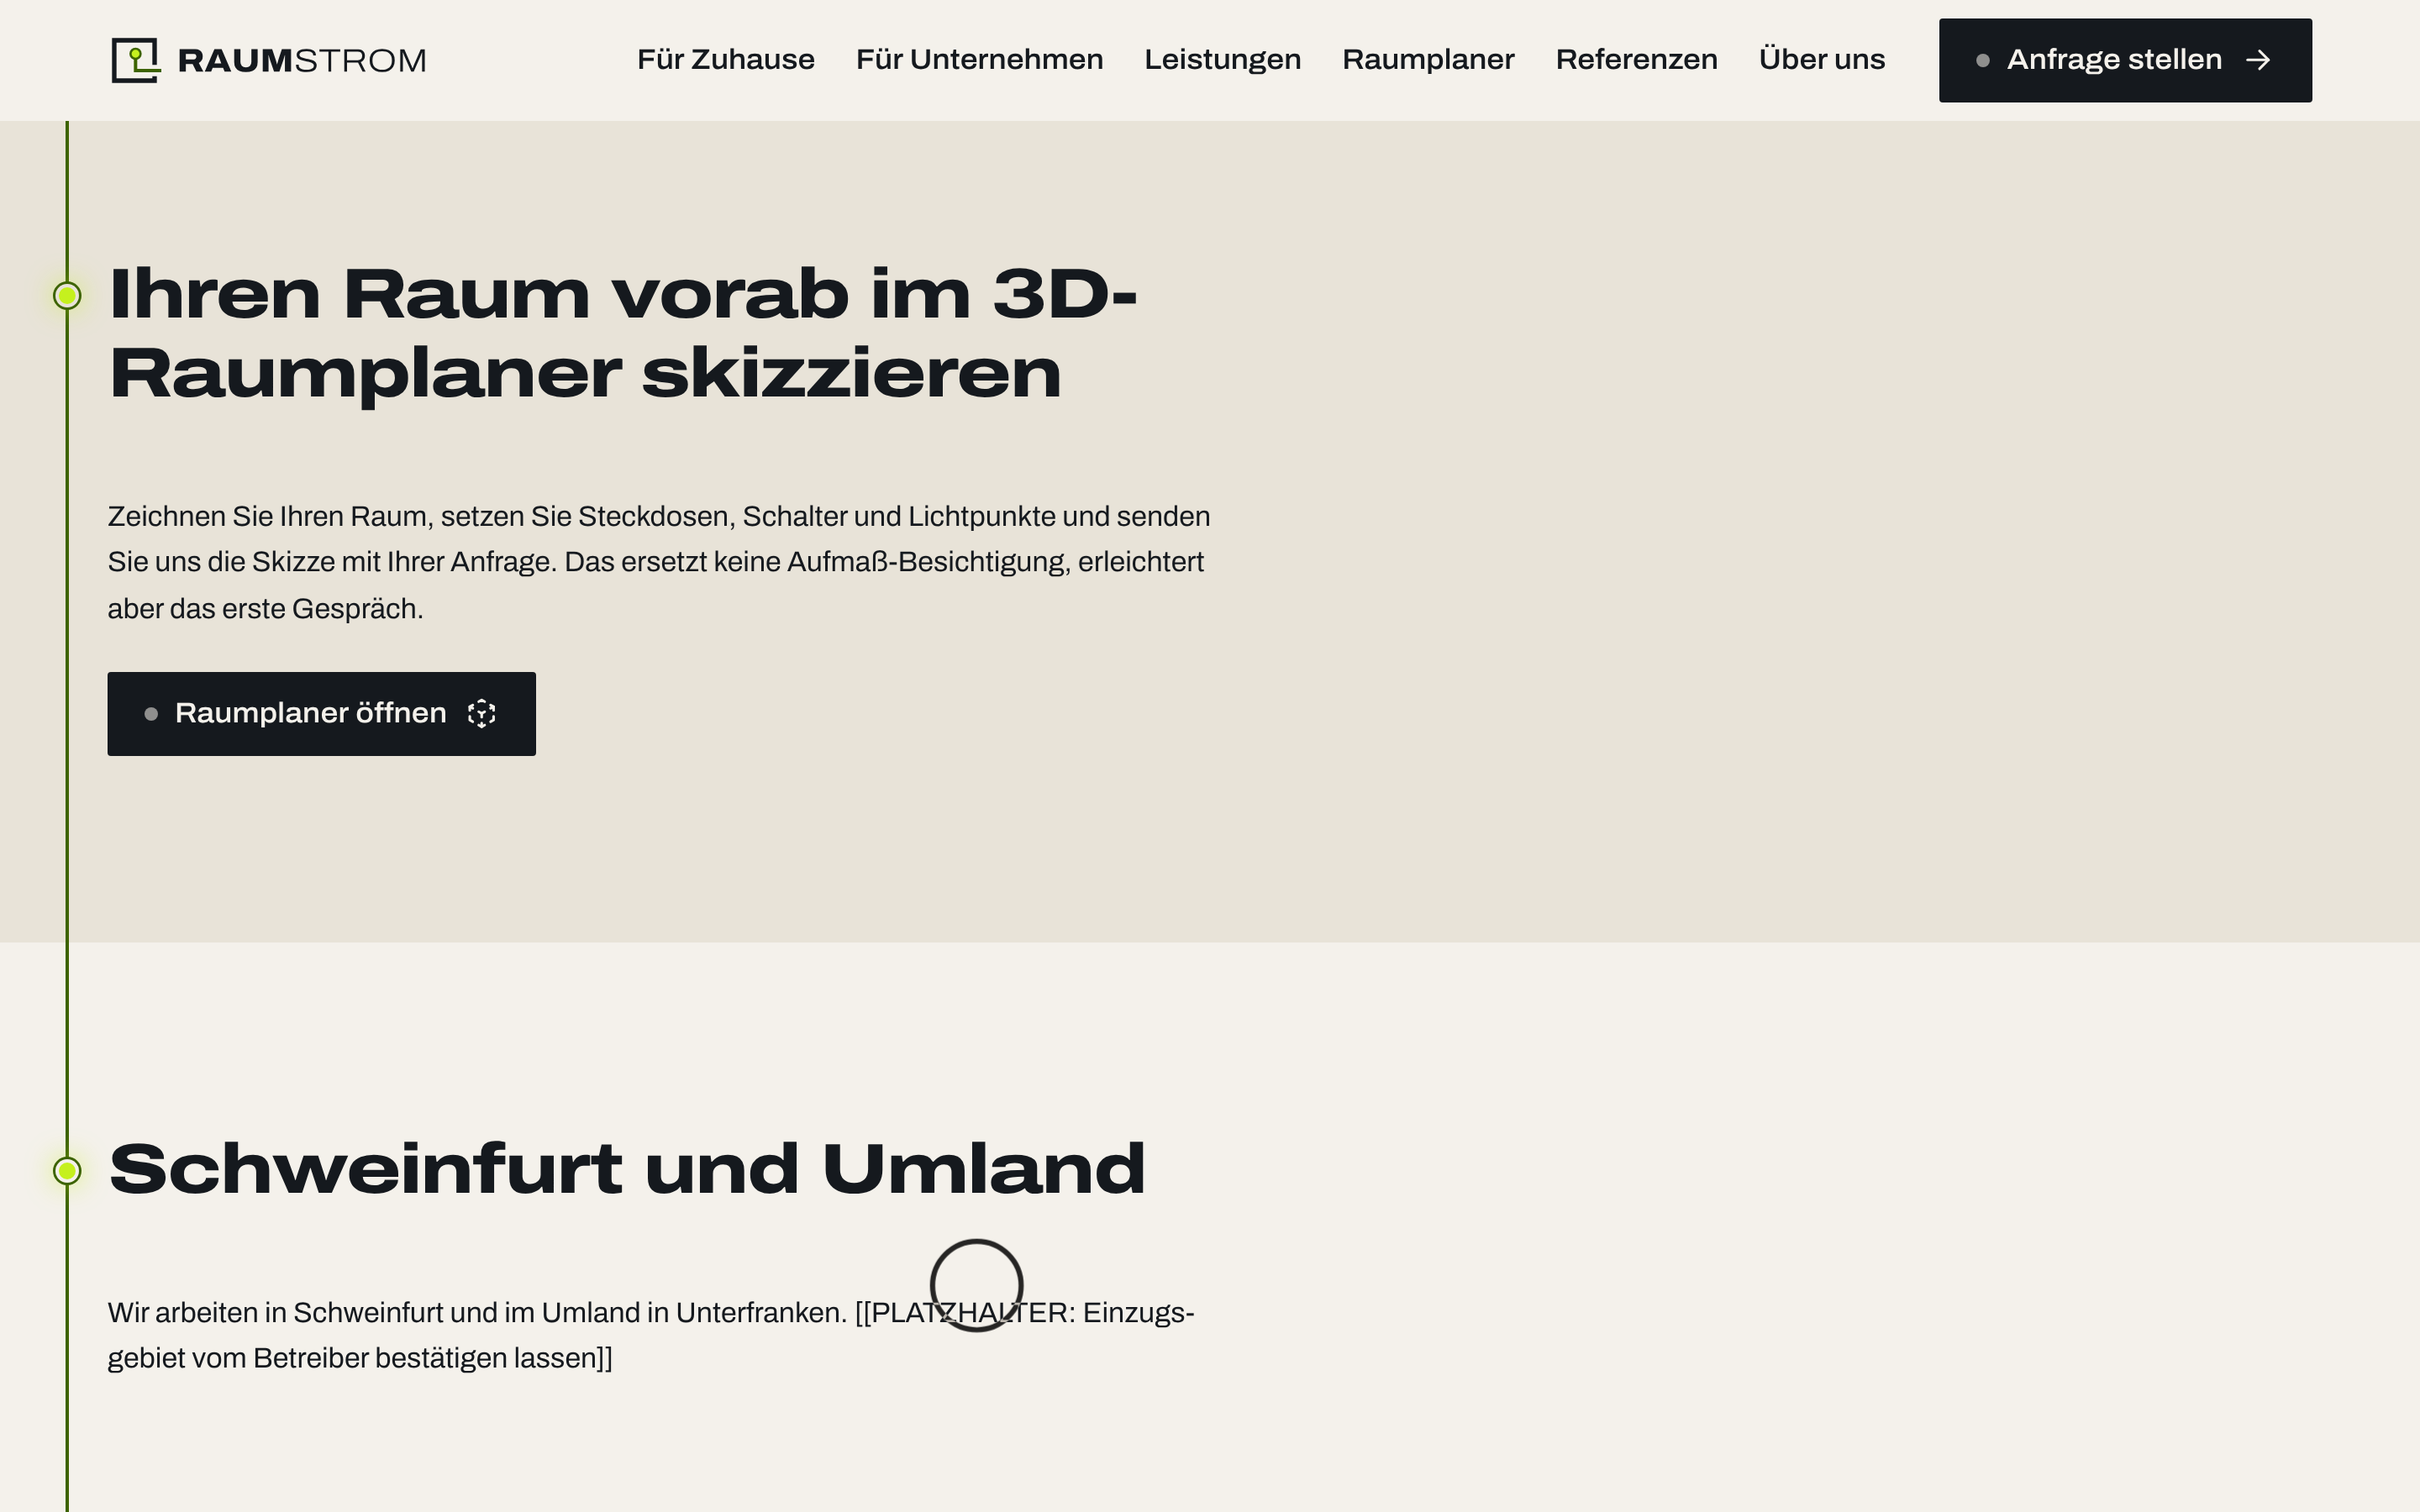 RAUMSTROM
Für Zuhause
Für Unternehmen
Leistungen
Raumplaner
Referenzen
Über uns
Anfrage stellen
Ihren Raum vorab im 3D-
Raumplaner skizzieren
Zeichnen Sie Ihren Raum, setzen Sie Steckdosen, Schalter und Lichtpunkte und senden
Sie uns die Skizze mit Ihrer Anfrage. Das ersetzt keine Aufmaß-Besichtigung, erleichtert
aber das erste Gespräch.
Raumplaner öffnen
Schweinfurt und Umland
Wir arbeiten in Schweinfurt und im Umland in Unterfranken. [[PLATZHALTER: Einzugs-
gebiet vom Betreiber bestätigen lassen]]